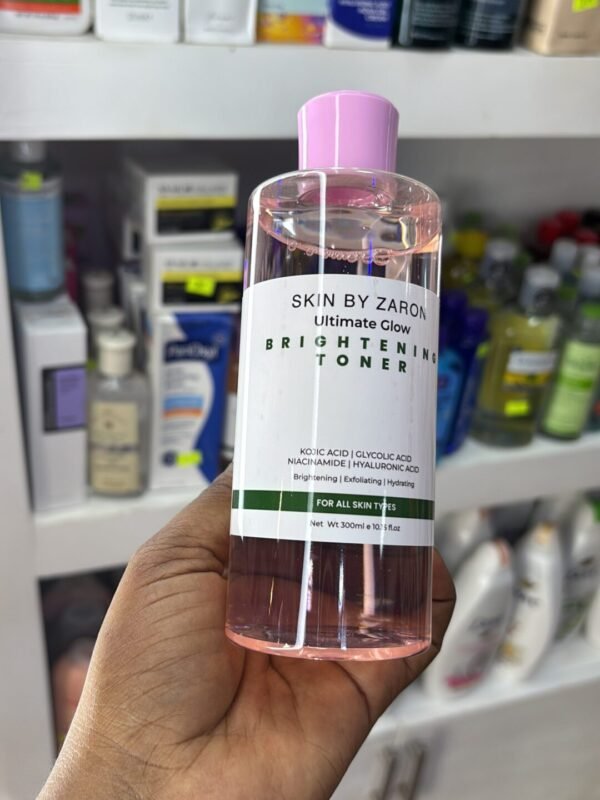 SKIN BY ZARON
Ultimate Glow
BRIGHTENING
TONER
KOJIC ACID | GLYCOLIC ACID
NIACINAMIDE | HYALURONIC ACID
Brightening | Exfoliating | Hydrating
FOR ALL SKIN TYPES
Net Wt 300ml e 10.15 fl.oz